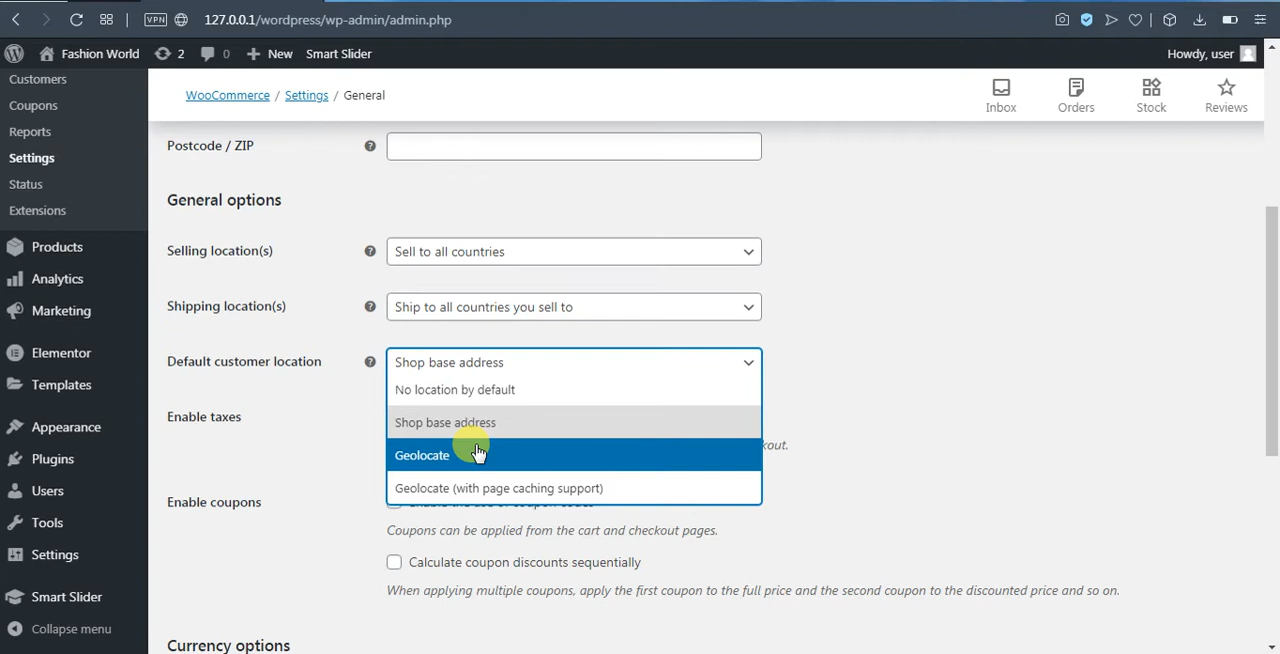 VPN
127.0.0.1/wordpress/wp-admin/admin.php
Fashion World
2
0
New
Smart Slider
Howdy, user
Customers
Coupons
Reports
Settings
Status
Extensions
Products
Analytics
Marketing
Elementor
Templates
Appearance
Plugins
Users
Tools
Settings
Smart Slider
Collapse menu
WooCommerce / Settings / General
Inbox
Orders
Stock
Reviews
Postcode / ZIP
General options
Selling location(s)
Sell to all countries
Shipping location(s)
Ship to all countries you sell to
Default customer location
Shop base address
No location by default
Shop base address
Geolocate
Geolocate (with page caching support)
Enable taxes
Enable coupons
Coupons can be applied from the cart and checkout pages.
Calculate coupon discounts sequentially
When applying multiple coupons, apply the first coupon to the full price and the second coupon to the discounted price and so on.
Currency options